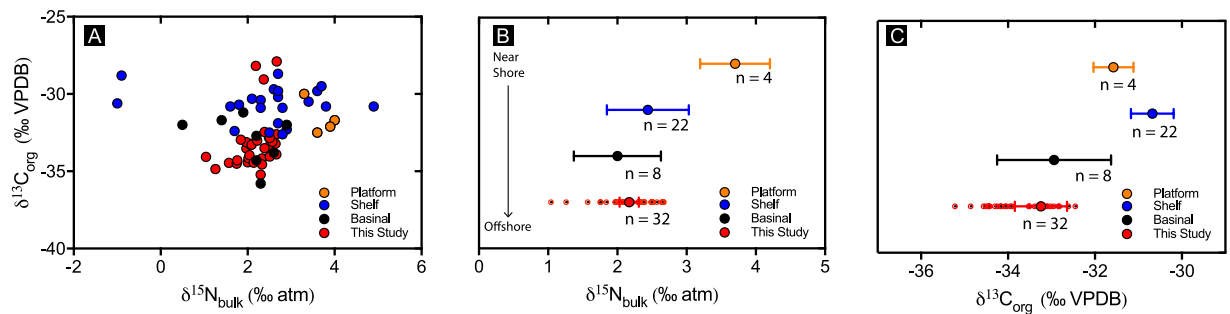 A
-25
-30
-35
-40
δ13Corg (‰ VPDB)
-2
0
2
4
6
δ15Nbulk (‰ atm)
Platform
Shelf
Basinal
This Study
B
Near
Shore
Offshore
n = 4
n = 22
n = 8
n = 32
Platform
Shelf
Basinal
This Study
0
1
2
3
4
5
δ15Nbulk (‰ atm)
C
n = 4
n = 22
n = 8
n = 32
Platform
Shelf
Basinal
This Study
-36
-34
-32
-30
δ13Corg (‰ VPDB)